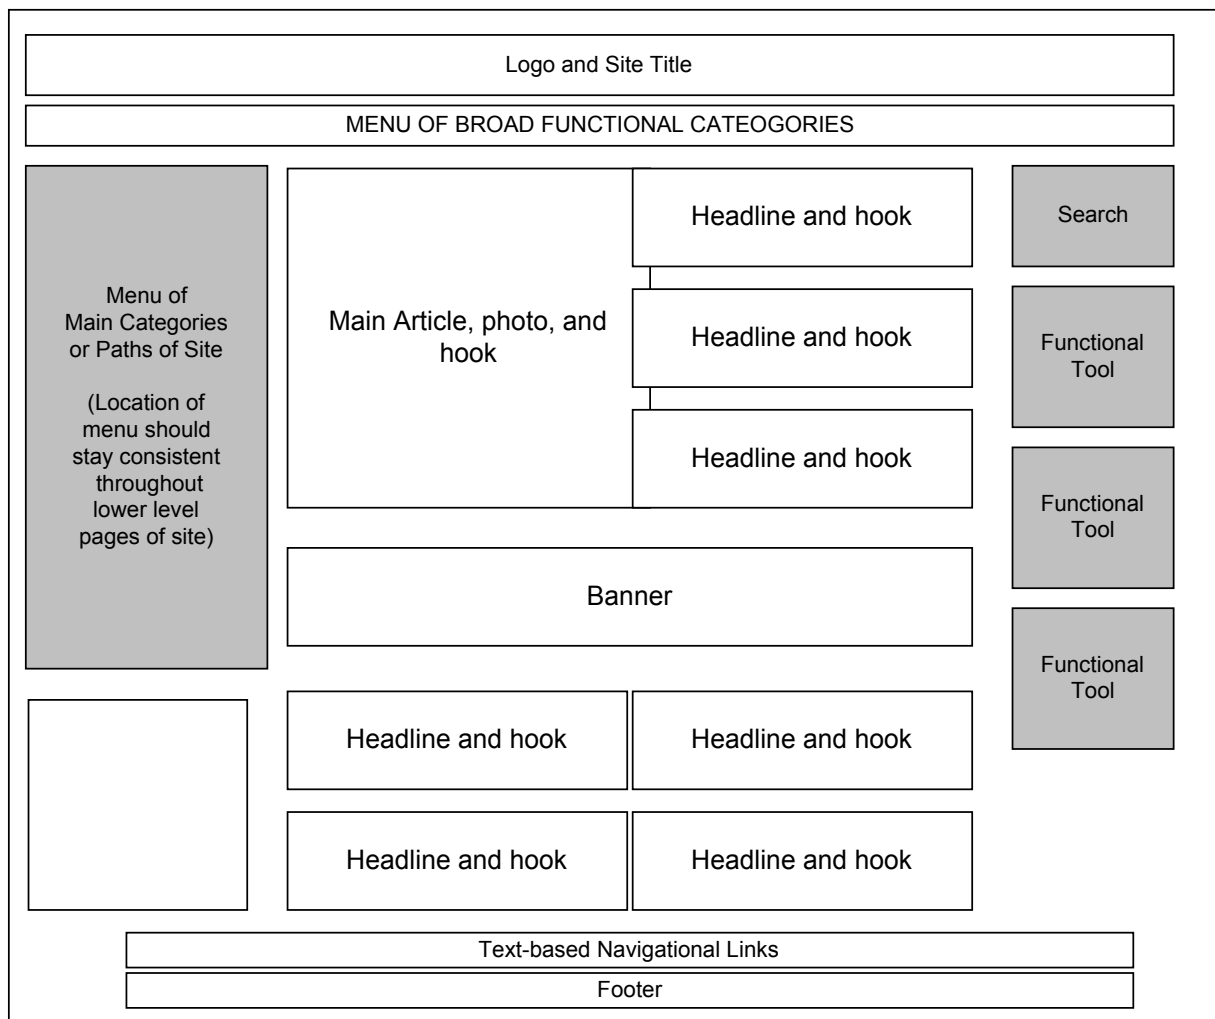 Logo and Site Title
MENU OF BROAD FUNCTIONAL CATEOGORIES
Menu of
Main Categories
or Paths of Site
(Location of
menu should
stay consistent
throughout
lower level
pages of site)
Main Article, photo, and
hook
Headline and hook
Headline and hook
Headline and hook
Search
Functional
Tool
Functional
Tool
Functional
Tool
Banner
Headline and hook
Headline and hook
Headline and hook
Headline and hook
Text-based Navigational Links
Footer